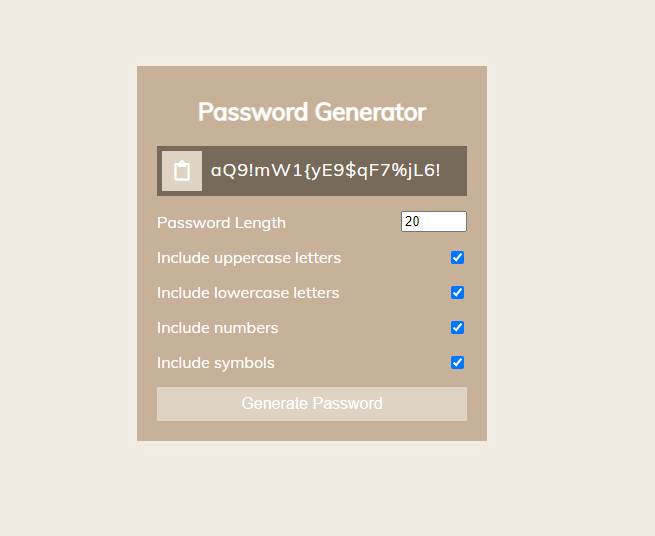 Password Generator
aQ9!mW1{yE9$qF7%jL6!
Password Length
20
Include uppercase letters
Include lowercase letters
Include numbers
Include symbols
Generate Password